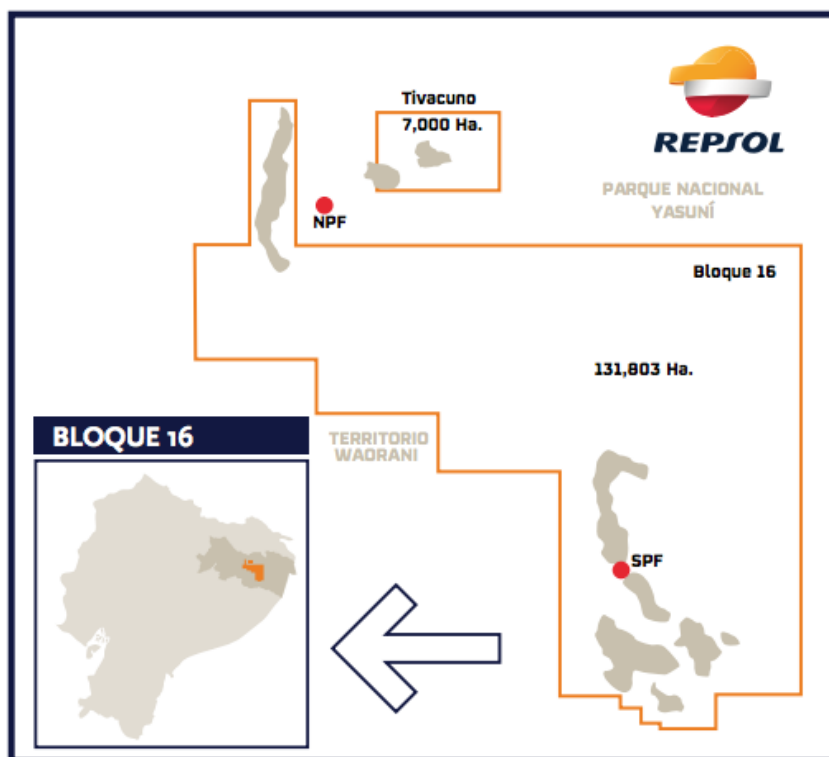 Tivacuno
7,000 Ha.
REPSOL
PARQUE NACIONAL
YASUNÍ
NPF
Bloque 16
131,803 Ha.
BLOQUE 16
TERRITORIO
WAORANI
SPF